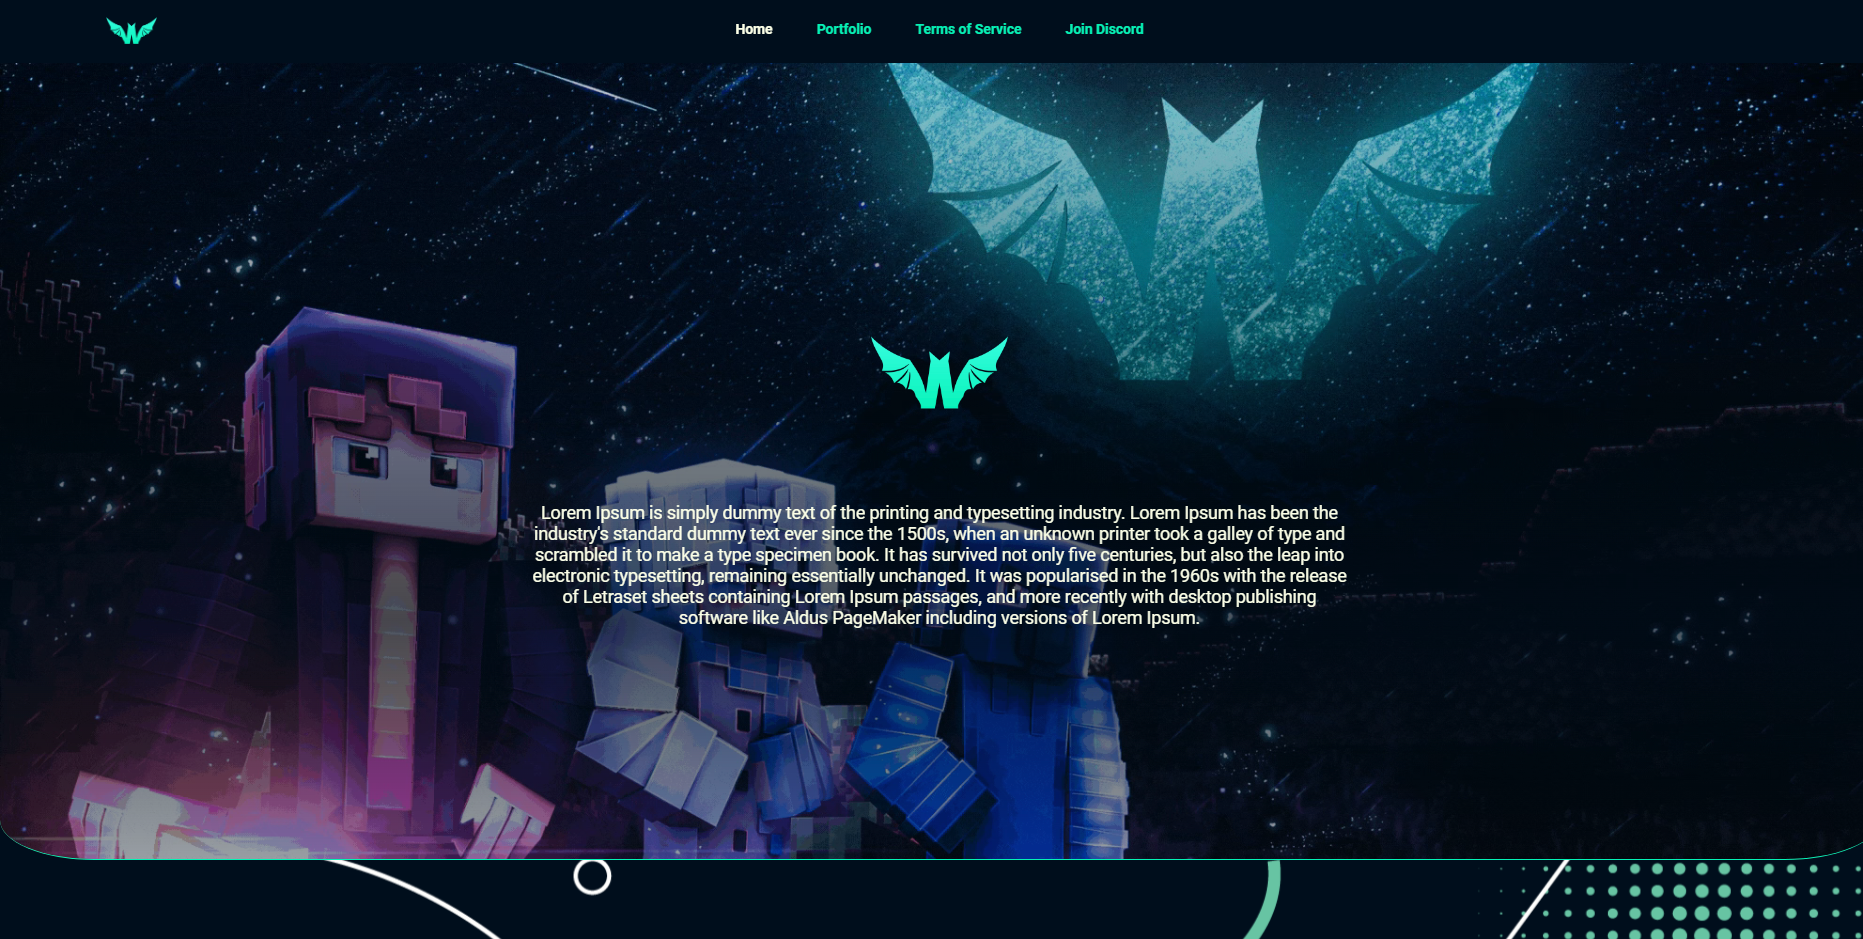 Home Portfolio Terms of Service Join Discord
Lorem Ipsum is simply dummy text of the printing and typesetting industry. Lorem Ipsum has been the
industry's standard dummy text ever since the 1500s, when an unknown printer took a galley of type and
scrambled it to make a type specimen book. It has survived not only five centuries, but also the leap into
electronic typesetting, remaining essentially unchanged. It was popularised in the 1960s with the release
of Letraset sheets containing Lorem Ipsum passages, and more recently with desktop publishing
software like Aldus PageMaker including versions of Lorem Ipsum.